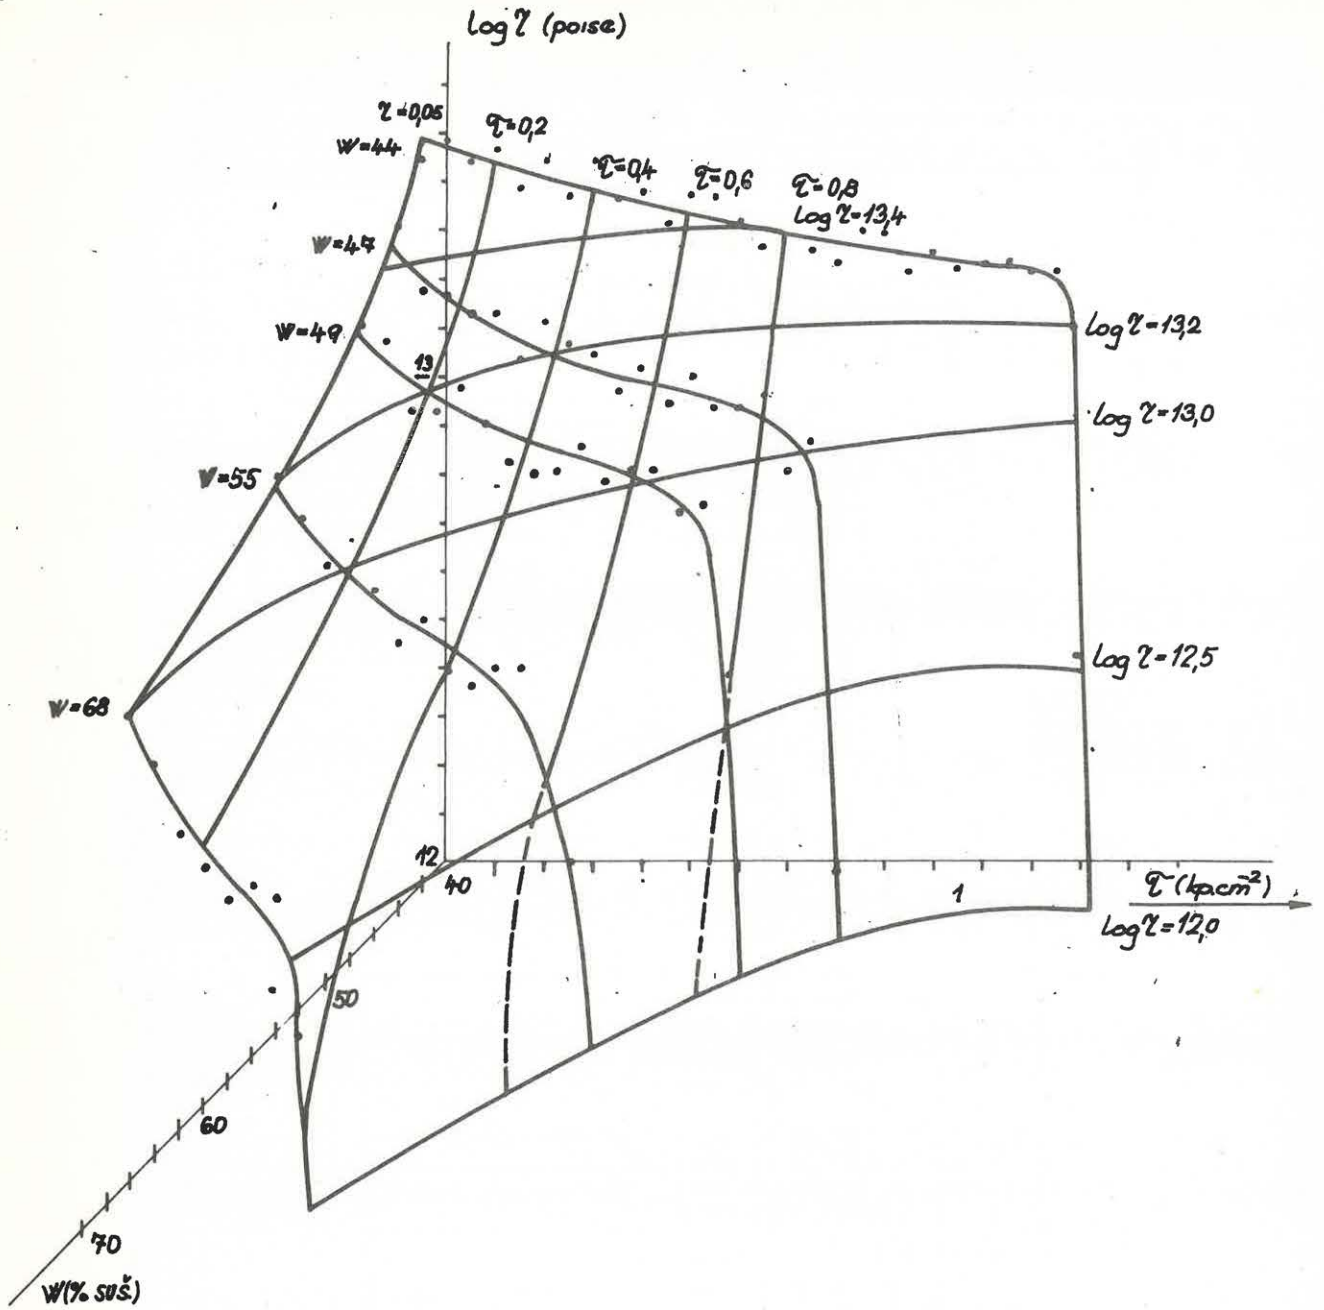 log η (poise)
τ=0,05
τ=0,2
W=44
τ=0,4
τ=0,6
τ=0,8
log η=13,4
W=47
W=49
log η=13,2
13
log η=13,0
W=55
log η=12,5
W=68
12
40
1
τ (kp.cm⁻²)
log η=12,0
50
60
70
W(% suš.)